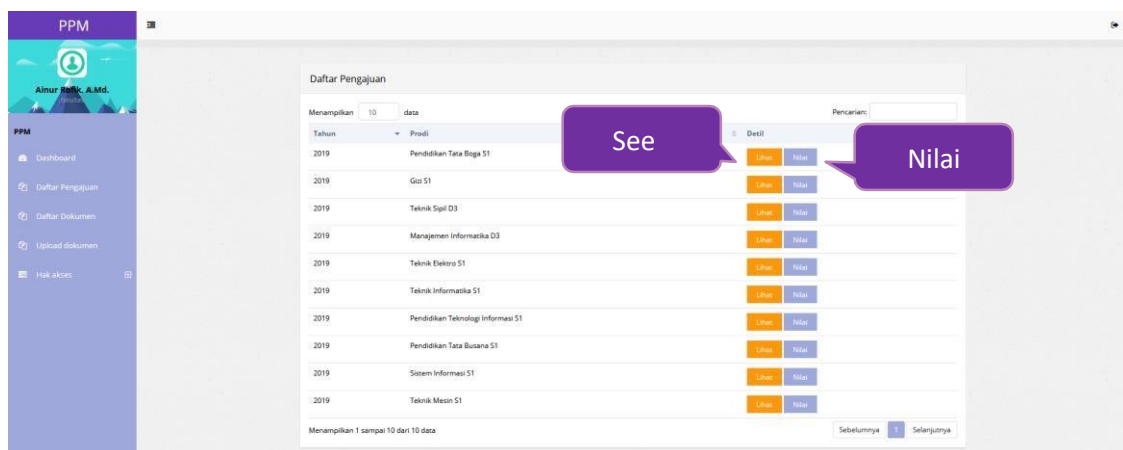 PPM
Ainur Rofik, A.Md.
PPM
Dashboard
Daftar Pengajuan
Daftar Dokumen
Upload dokumen
Hak akses
Daftar Pengajuan
Menampilkan 10 data
Pencarian:
Tahun Prodi Detil
See
Nilai
2019 Pendidikan Tata Boga S1 Lihat Nilai
2019 Gizi S1 Lihat Nilai
2019 Teknik Sipil D3 Lihat Nilai
2019 Manajemen Informatika D3 Lihat Nilai
2019 Teknik Elektro S1 Lihat Nilai
2019 Teknik Informatika S1 Lihat Nilai
2019 Pendidikan Teknologi Informasi S1 Lihat Nilai
2019 Pendidikan Tata Busana S1 Lihat Nilai
2019 Sistem Informasi S1 Lihat Nilai
2019 Teknik Mesin S1 Lihat Nilai
Menampilkan 1 sampai 10 dari 10 data
Sebelumnya 1 Selanjutnya